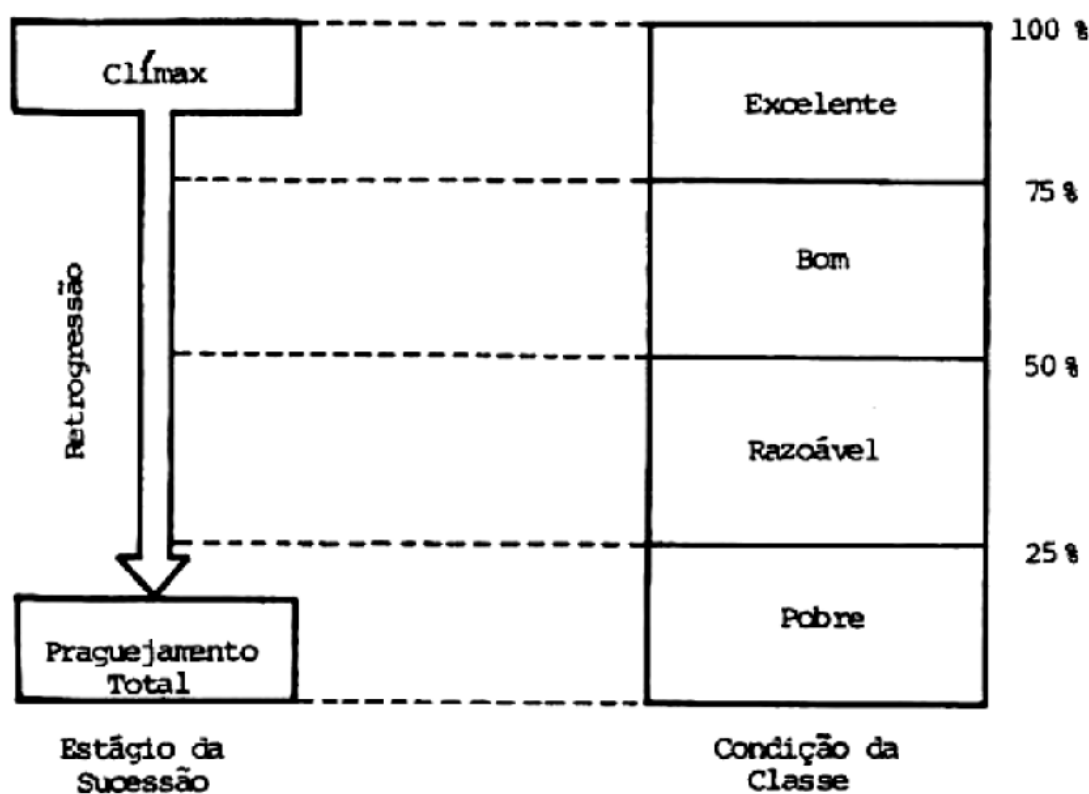 Clímax
100 %
Excelente
75 %
Bom
Retrogressão
50 %
Razoável
25 %
Pobre
Praguejamento
Total
Estágio da
Sucessão
Condição da
Classe